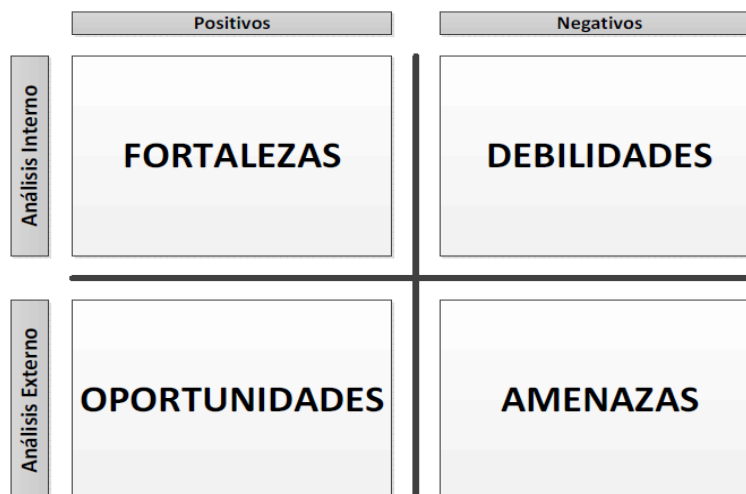 Positivos
Negativos
Análisis Interno
FORTALEZAS
DEBILIDADES
Análisis Externo
OPORTUNIDADES
AMENAZAS